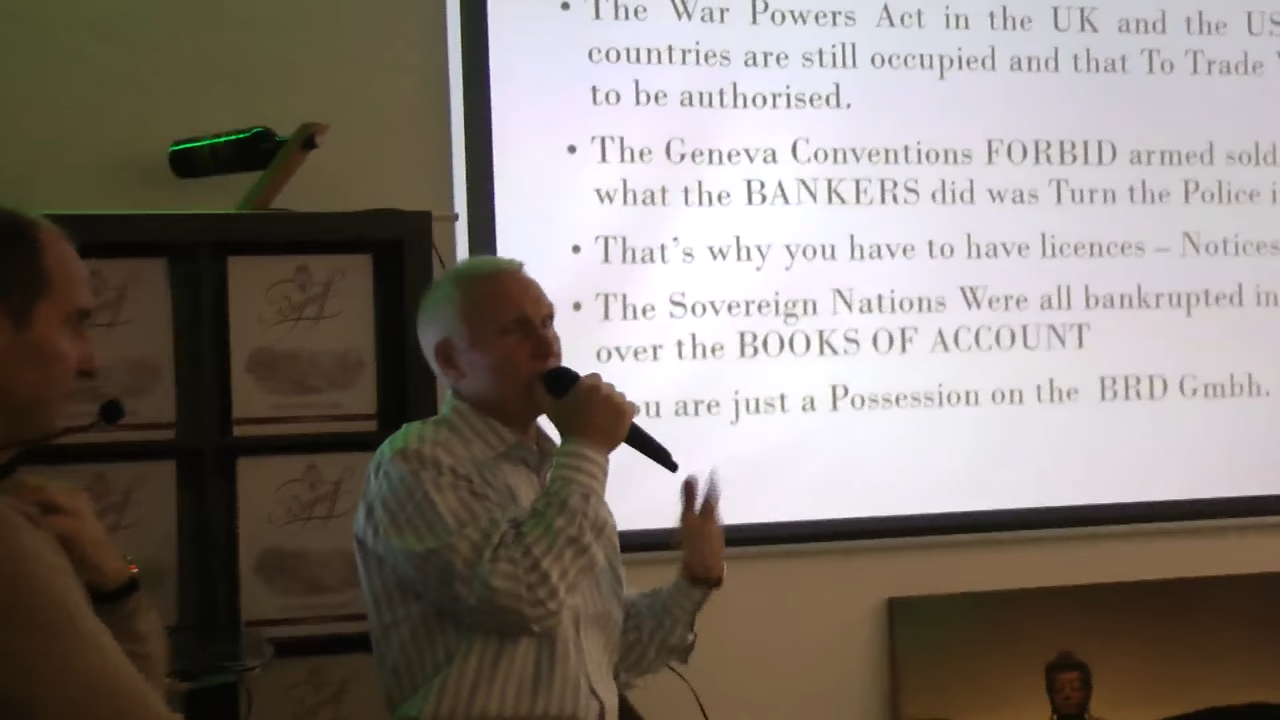 • The War Powers Act in the UK and the US
countries are still occupied and that To Trade
to be authorised.
• The Geneva Conventions FORBID armed sold
what the BANKERS did was Turn the Police i
• That's why you have to have licences – Notices
• The Sovereign Nations Were all bankrupted in
over the BOOKS OF ACCOUNT
ou are just a Possession on the BRD Gmbh.